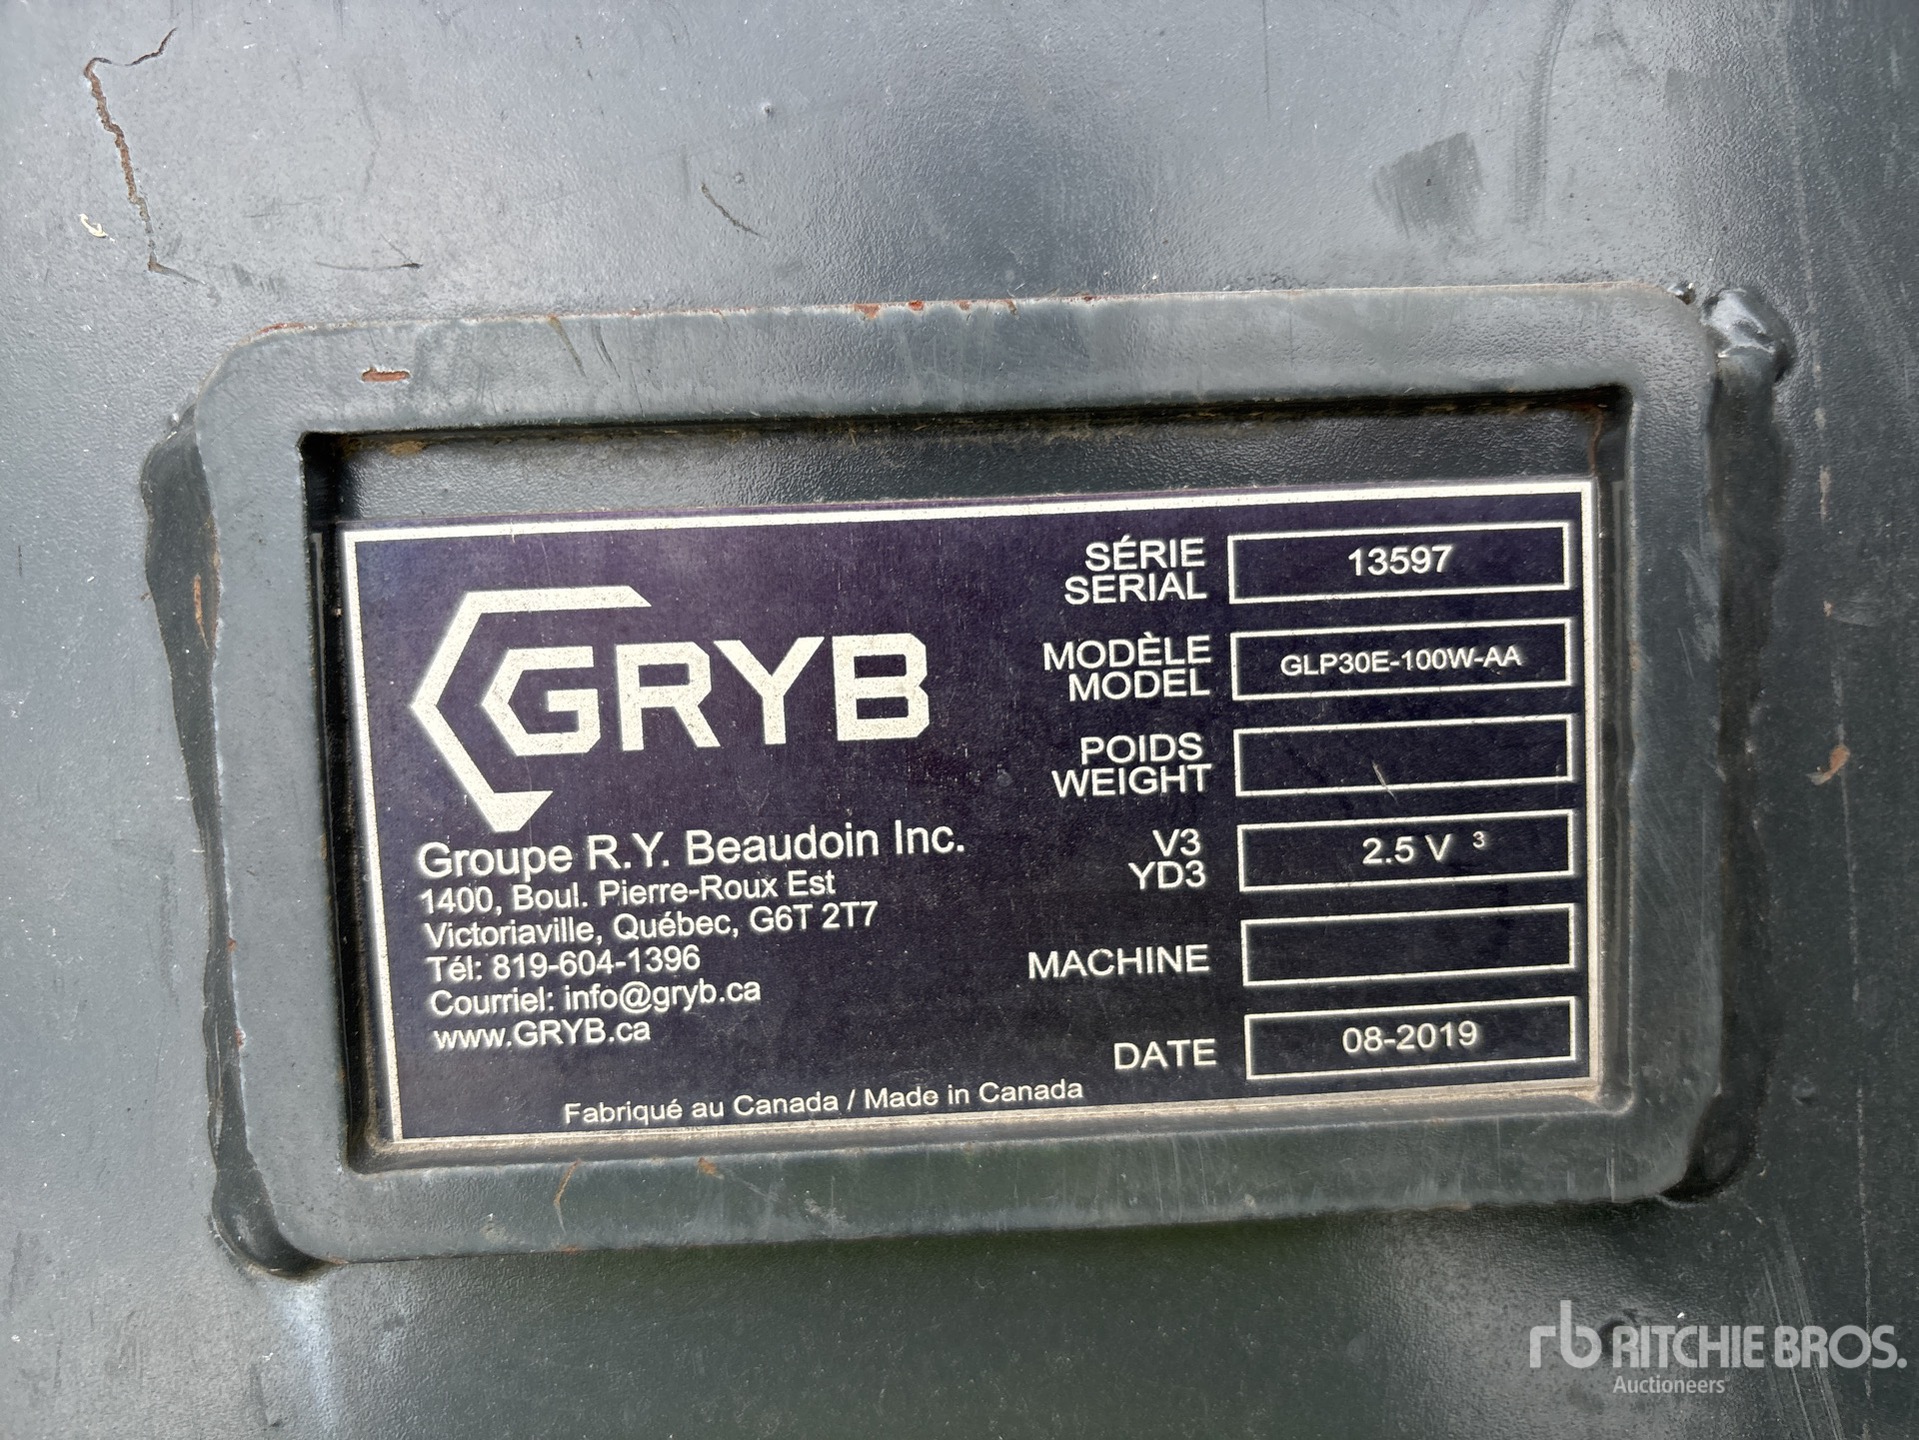 GRYB
Groupe R.Y. Beaudoin Inc.
1400, Boul. Pierre-Roux Est
Victoriaville, Québec, G6T 2T7
Tél: 819-604-1396
Courriel: info@gryb.ca
www.GRYB.ca
SÉRIE
SERIAL
13597
MODÈLE
MODEL
GLP30E-100W-AA
POIDS
WEIGHT
V3
YD3
2.5 V ³
MACHINE
DATE
08-2019
Fabriqué au Canada / Made in Canada
rb RITCHIE BROS.
Auctioneers